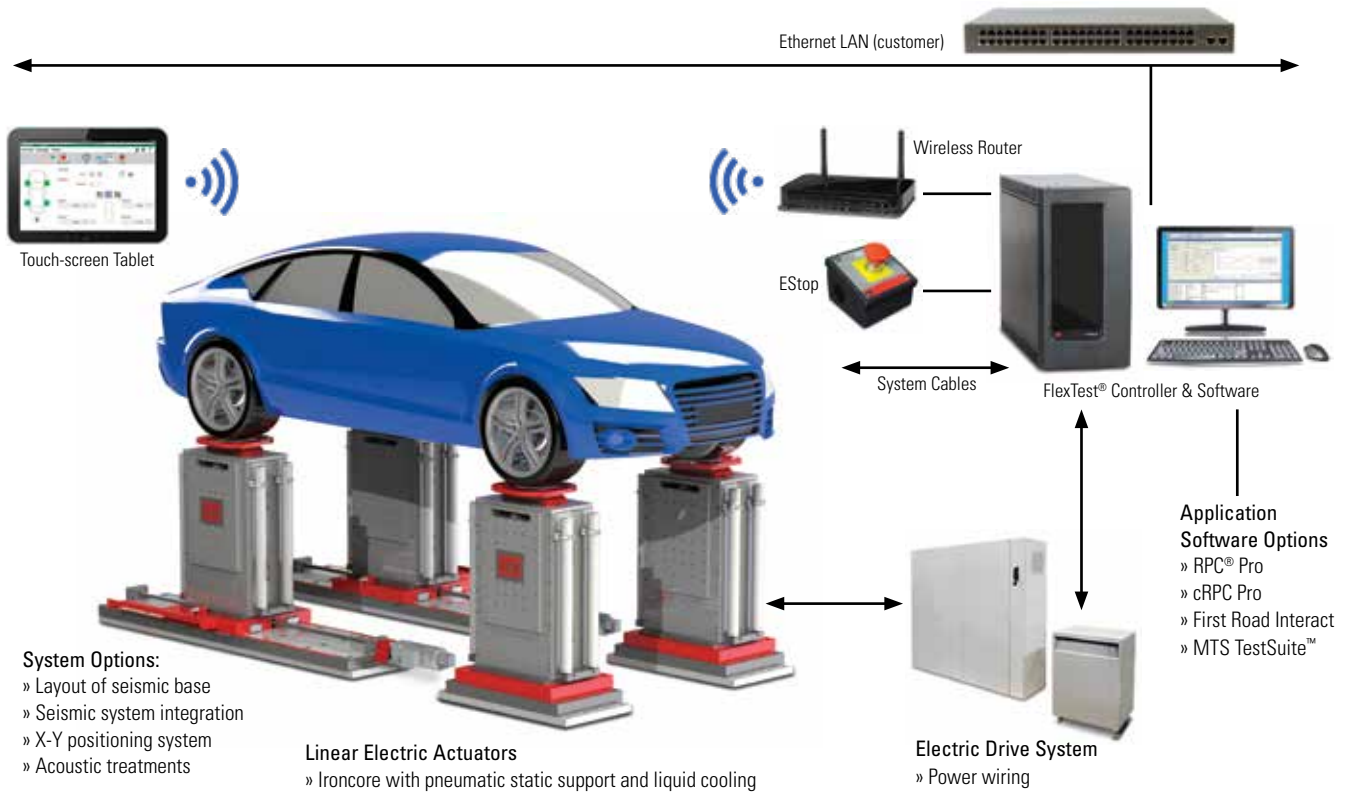 Ethernet LAN (customer)
Wireless Router
Touch-screen Tablet
EStop
System Cables
FlexTest® Controller & Software
Application
Software Options
» RPC® Pro
» cRPC Pro
» First Road Interact
» MTS TestSuite™
System Options:
» Layout of seismic base
» Seismic system integration
» X-Y positioning system
» Acoustic treatments
Linear Electric Actuators
» Ironcore with pneumatic static support and liquid cooling
Electric Drive System
» Power wiring